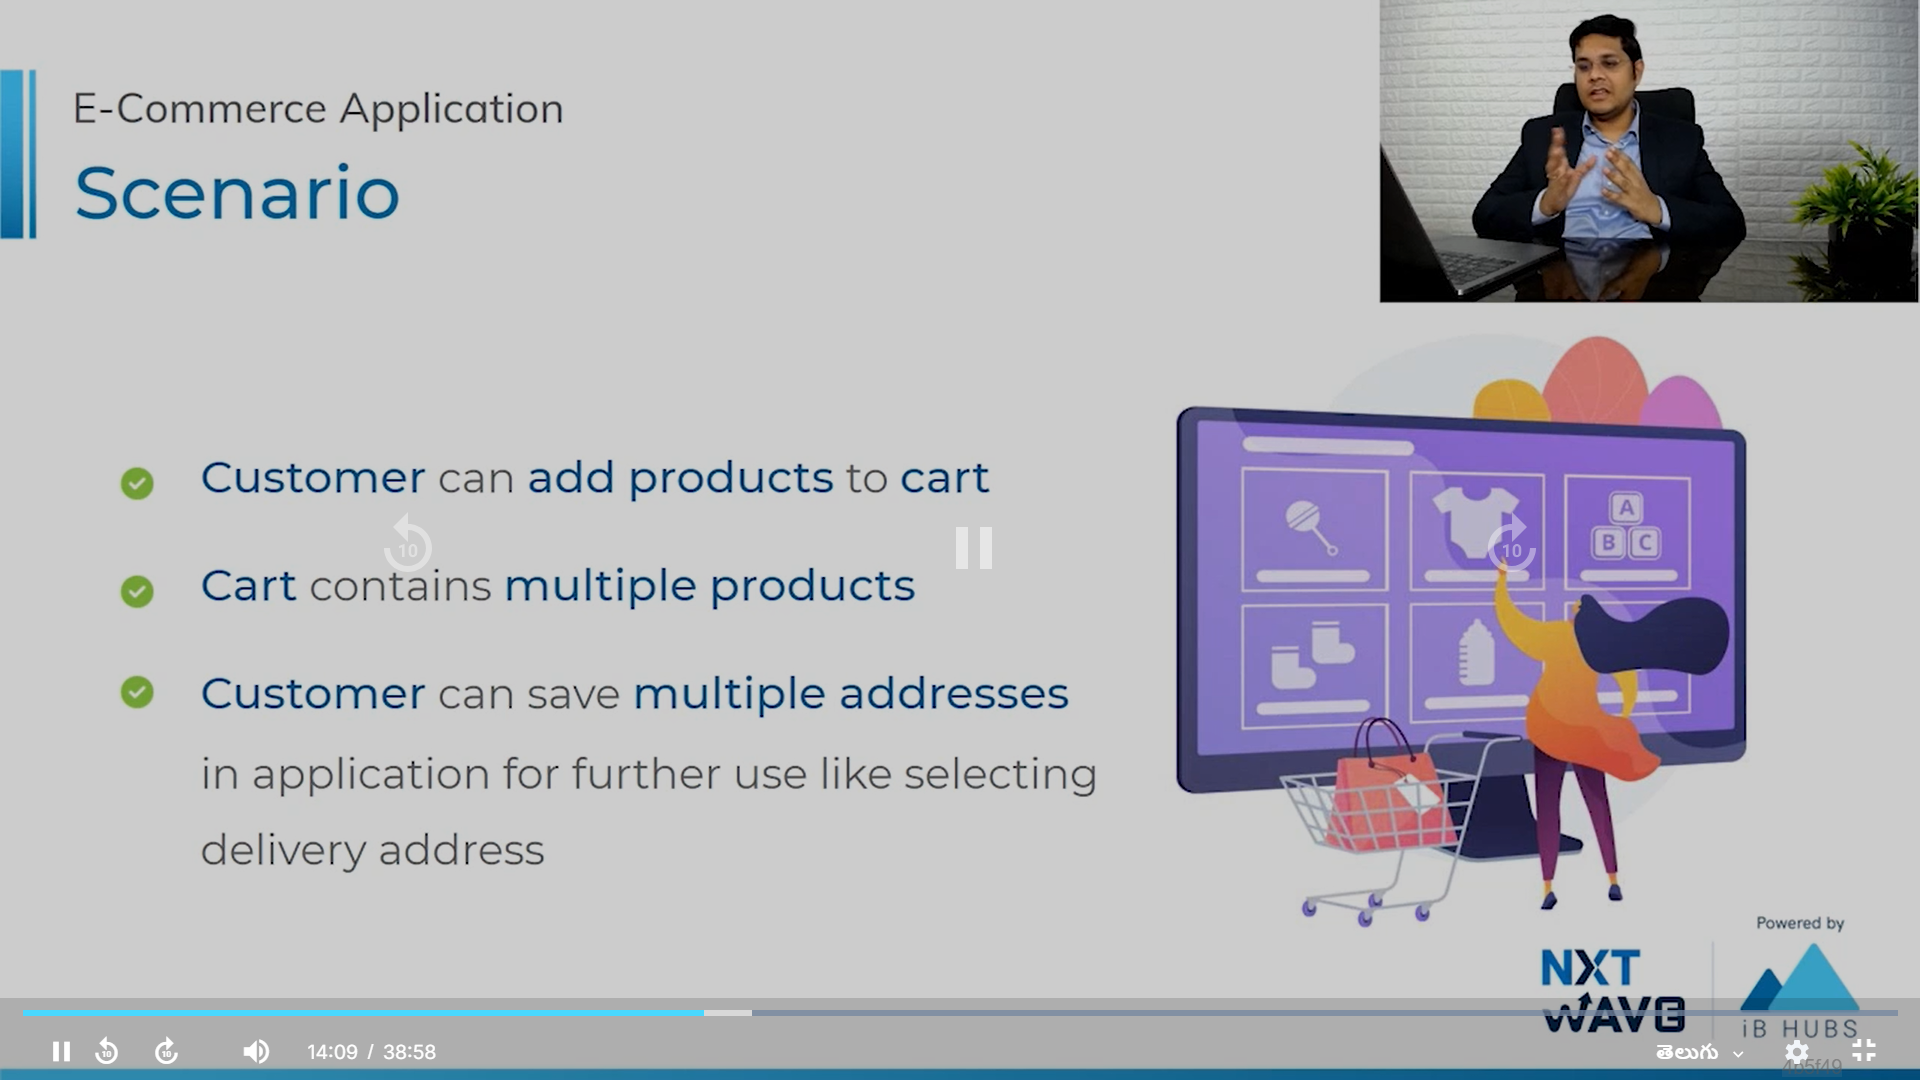 E-Commerce Application
Scenario
Customer can add products to cart
Cart contains multiple products
Customer can save multiple addresses
in application for further use like selecting
delivery address
10
10
A
B C
Powered by
NXT
WAVE
iB HUBS
10
10
14:09 / 38:58
తెలుగు